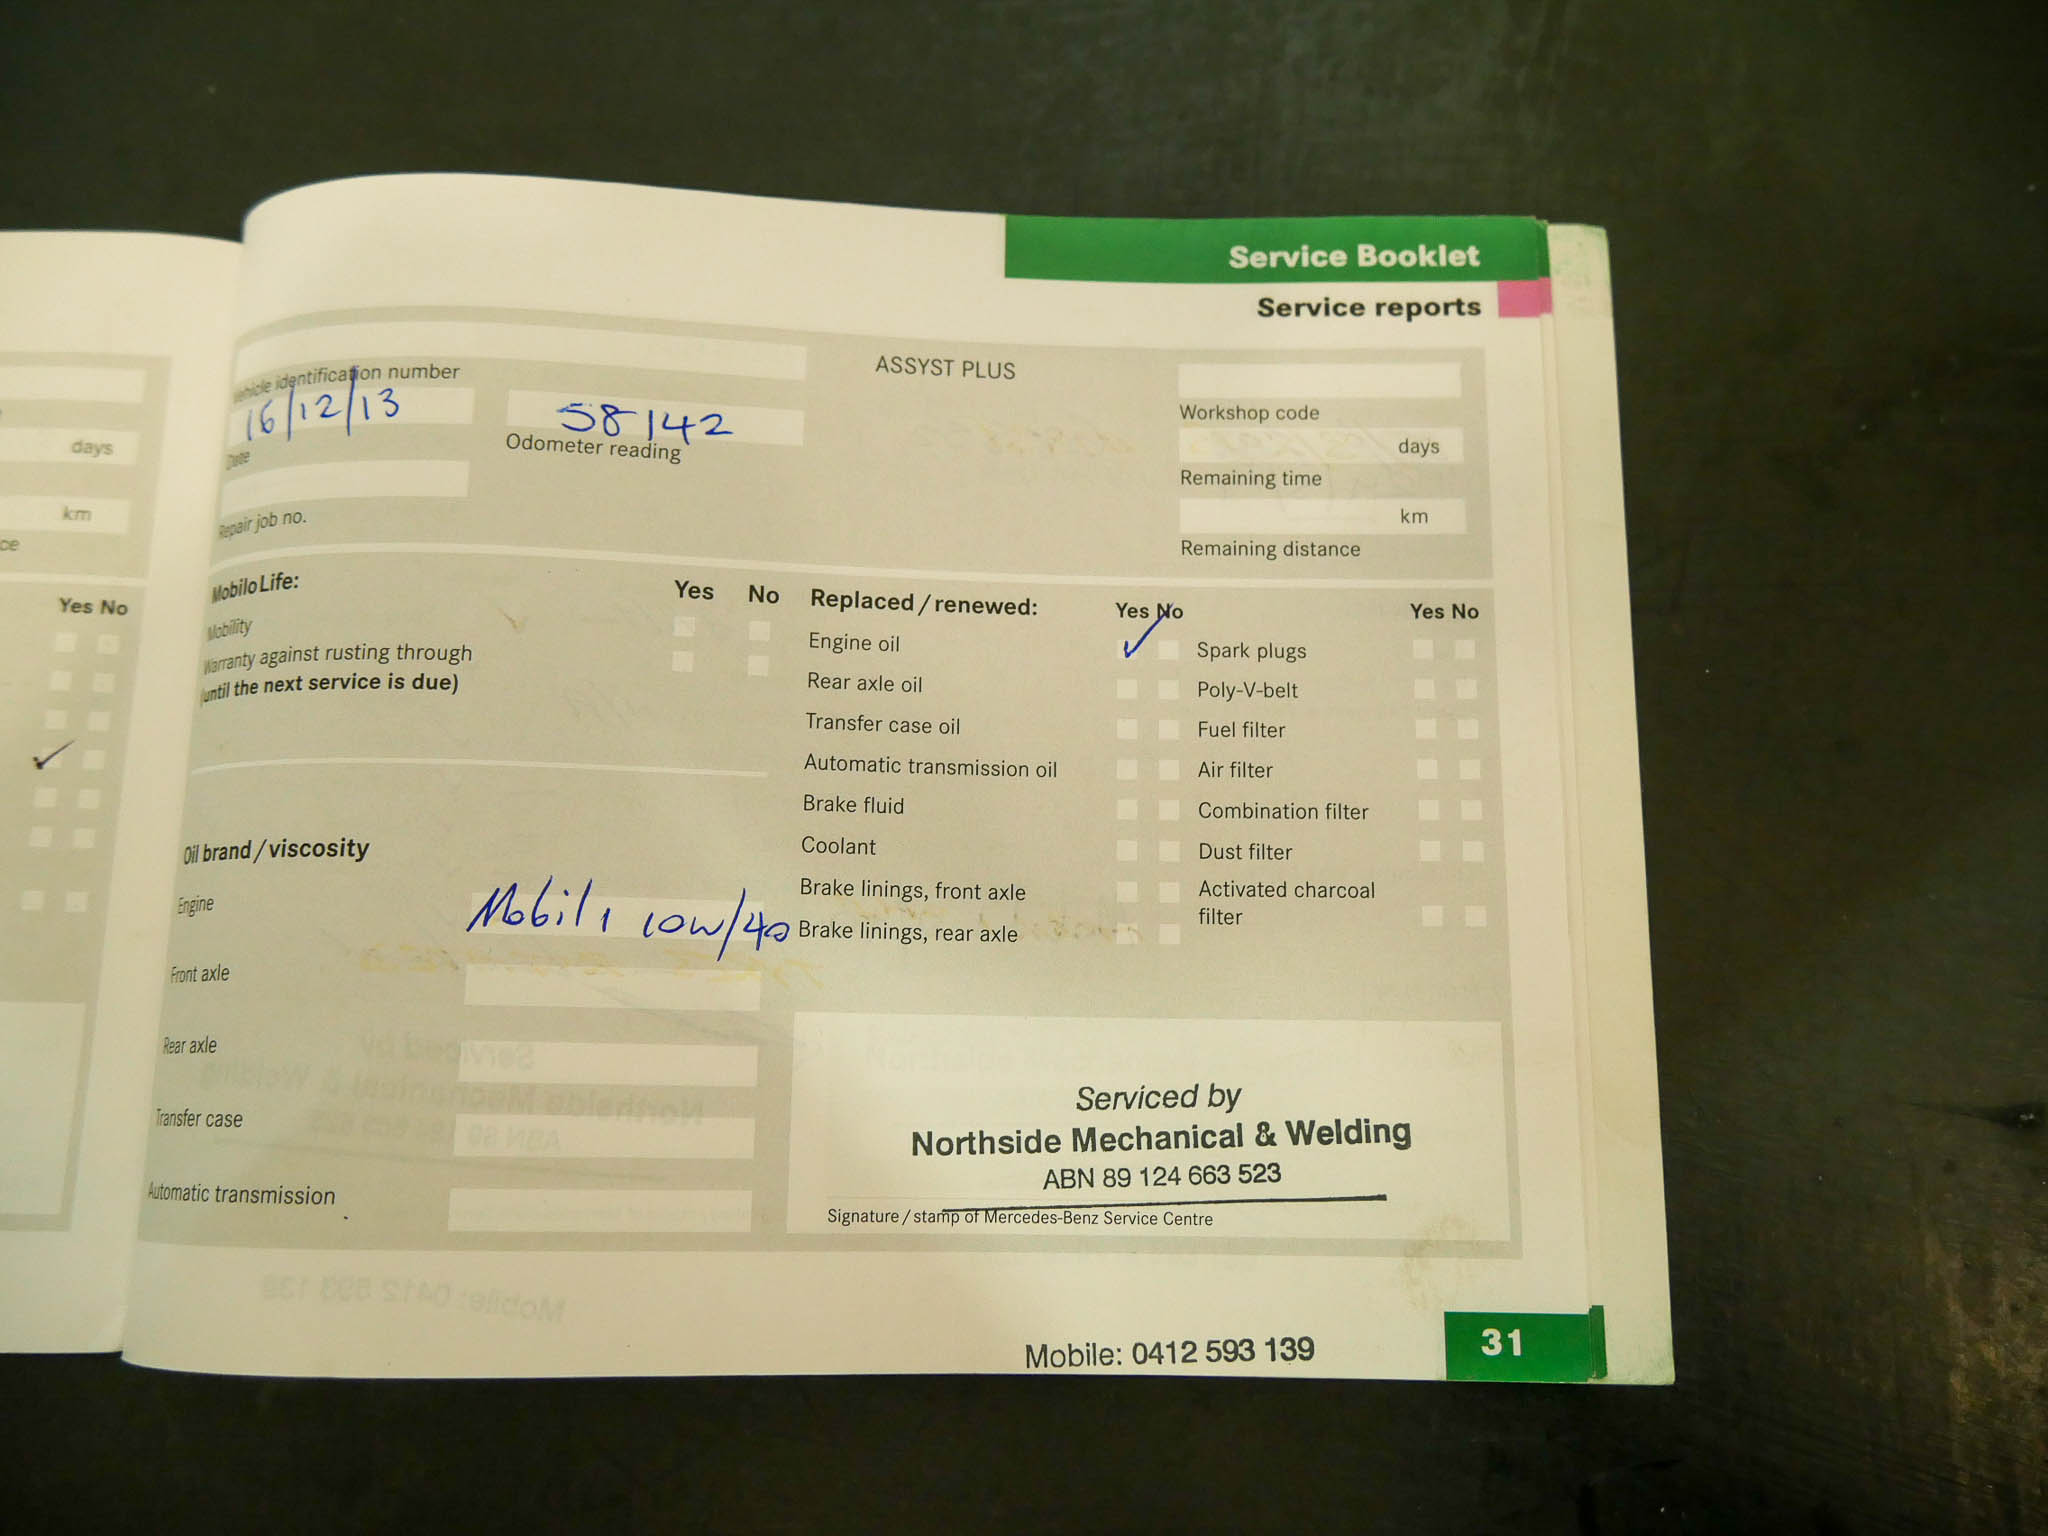 Service Booklet
Service reports
Vehicle identification number
ASSYST PLUS
16/12/13
58142
Date
Odometer reading
Repair job no.
Workshop code
days
Remaining time
km
Remaining distance
Mobilo Life:
Yes No
Mobility
Warranty against rusting through
(until the next service is due)
Oil brand / viscosity
Engine
Mobil 1 10W/40
Front axle
Rear axle
Transfer case
Automatic transmission
Replaced / renewed:
Yes No
Engine oil
Rear axle oil
Transfer case oil
Automatic transmission oil
Brake fluid
Coolant
Brake linings, front axle
Brake linings, rear axle
Yes No
Spark plugs
Poly-V-belt
Fuel filter
Air filter
Combination filter
Dust filter
Activated charcoal
filter
Serviced by
Northside Mechanical & Welding
ABN 89 124 663 523
Signature / stamp of Mercedes-Benz Service Centre
Mobile: 0412 593 139
31
days
km
Yes No